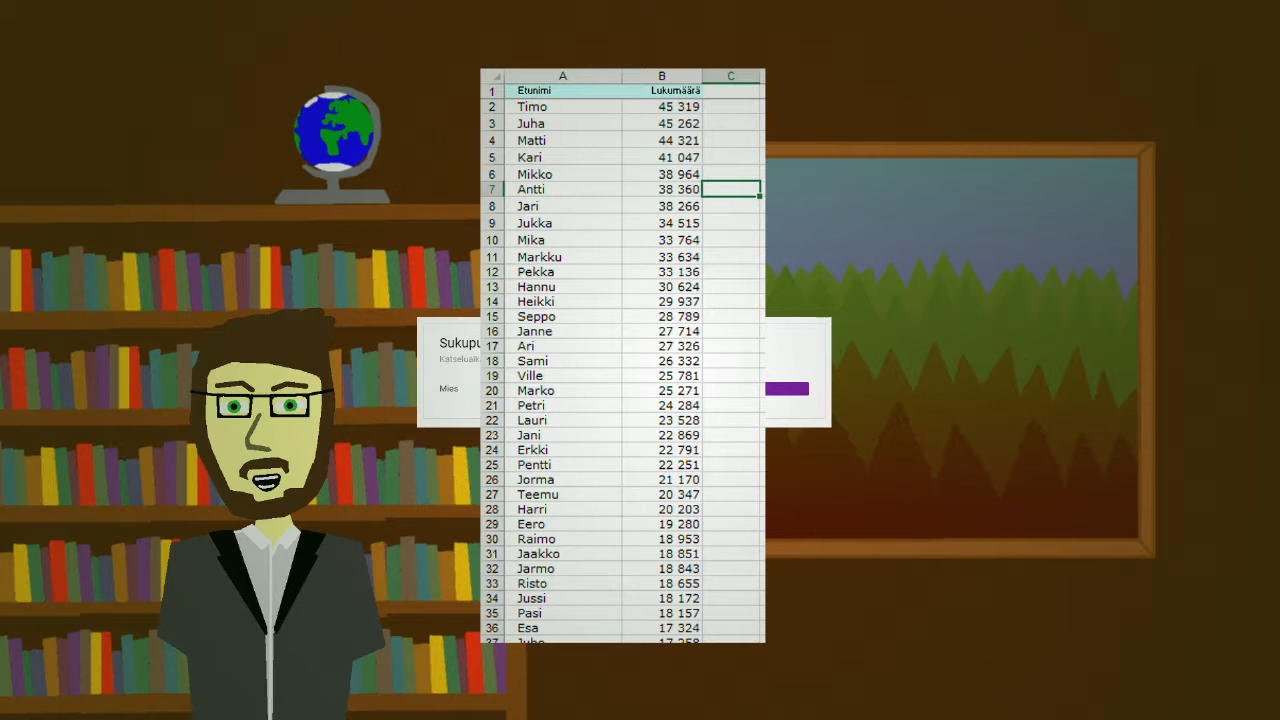 A B C
1 Etunimi Lukumäärä
2 Timo 45 319
3 Juha 45 262
4 Matti 44 321
5 Kari 41 047
6 Mikko 38 964
7 Antti 38 360
8 Jari 38 266
9 Jukka 34 515
10 Mika 33 764
11 Markku 33 634
12 Pekka 33 136
13 Hannu 30 624
14 Heikki 29 937
15 Seppo 28 789
16 Janne 27 714
17 Ari 27 326
18 Sami 26 332
19 Ville 25 781
20 Marko 25 271
21 Petri 24 284
22 Lauri 23 528
23 Jani 22 869
24 Erkki 22 791
25 Pentti 22 251
26 Jorma 21 170
27 Teemu 20 347
28 Harri 20 203
29 Eero 19 280
30 Raimo 18 953
31 Jaakko 18 851
32 Jarmo 18 843
33 Risto 18 655
34 Jussi 18 172
35 Pasi 18 157
36 Esa 17 324
37 Juho 17 258
Sukupu
Katseluaika
Mies